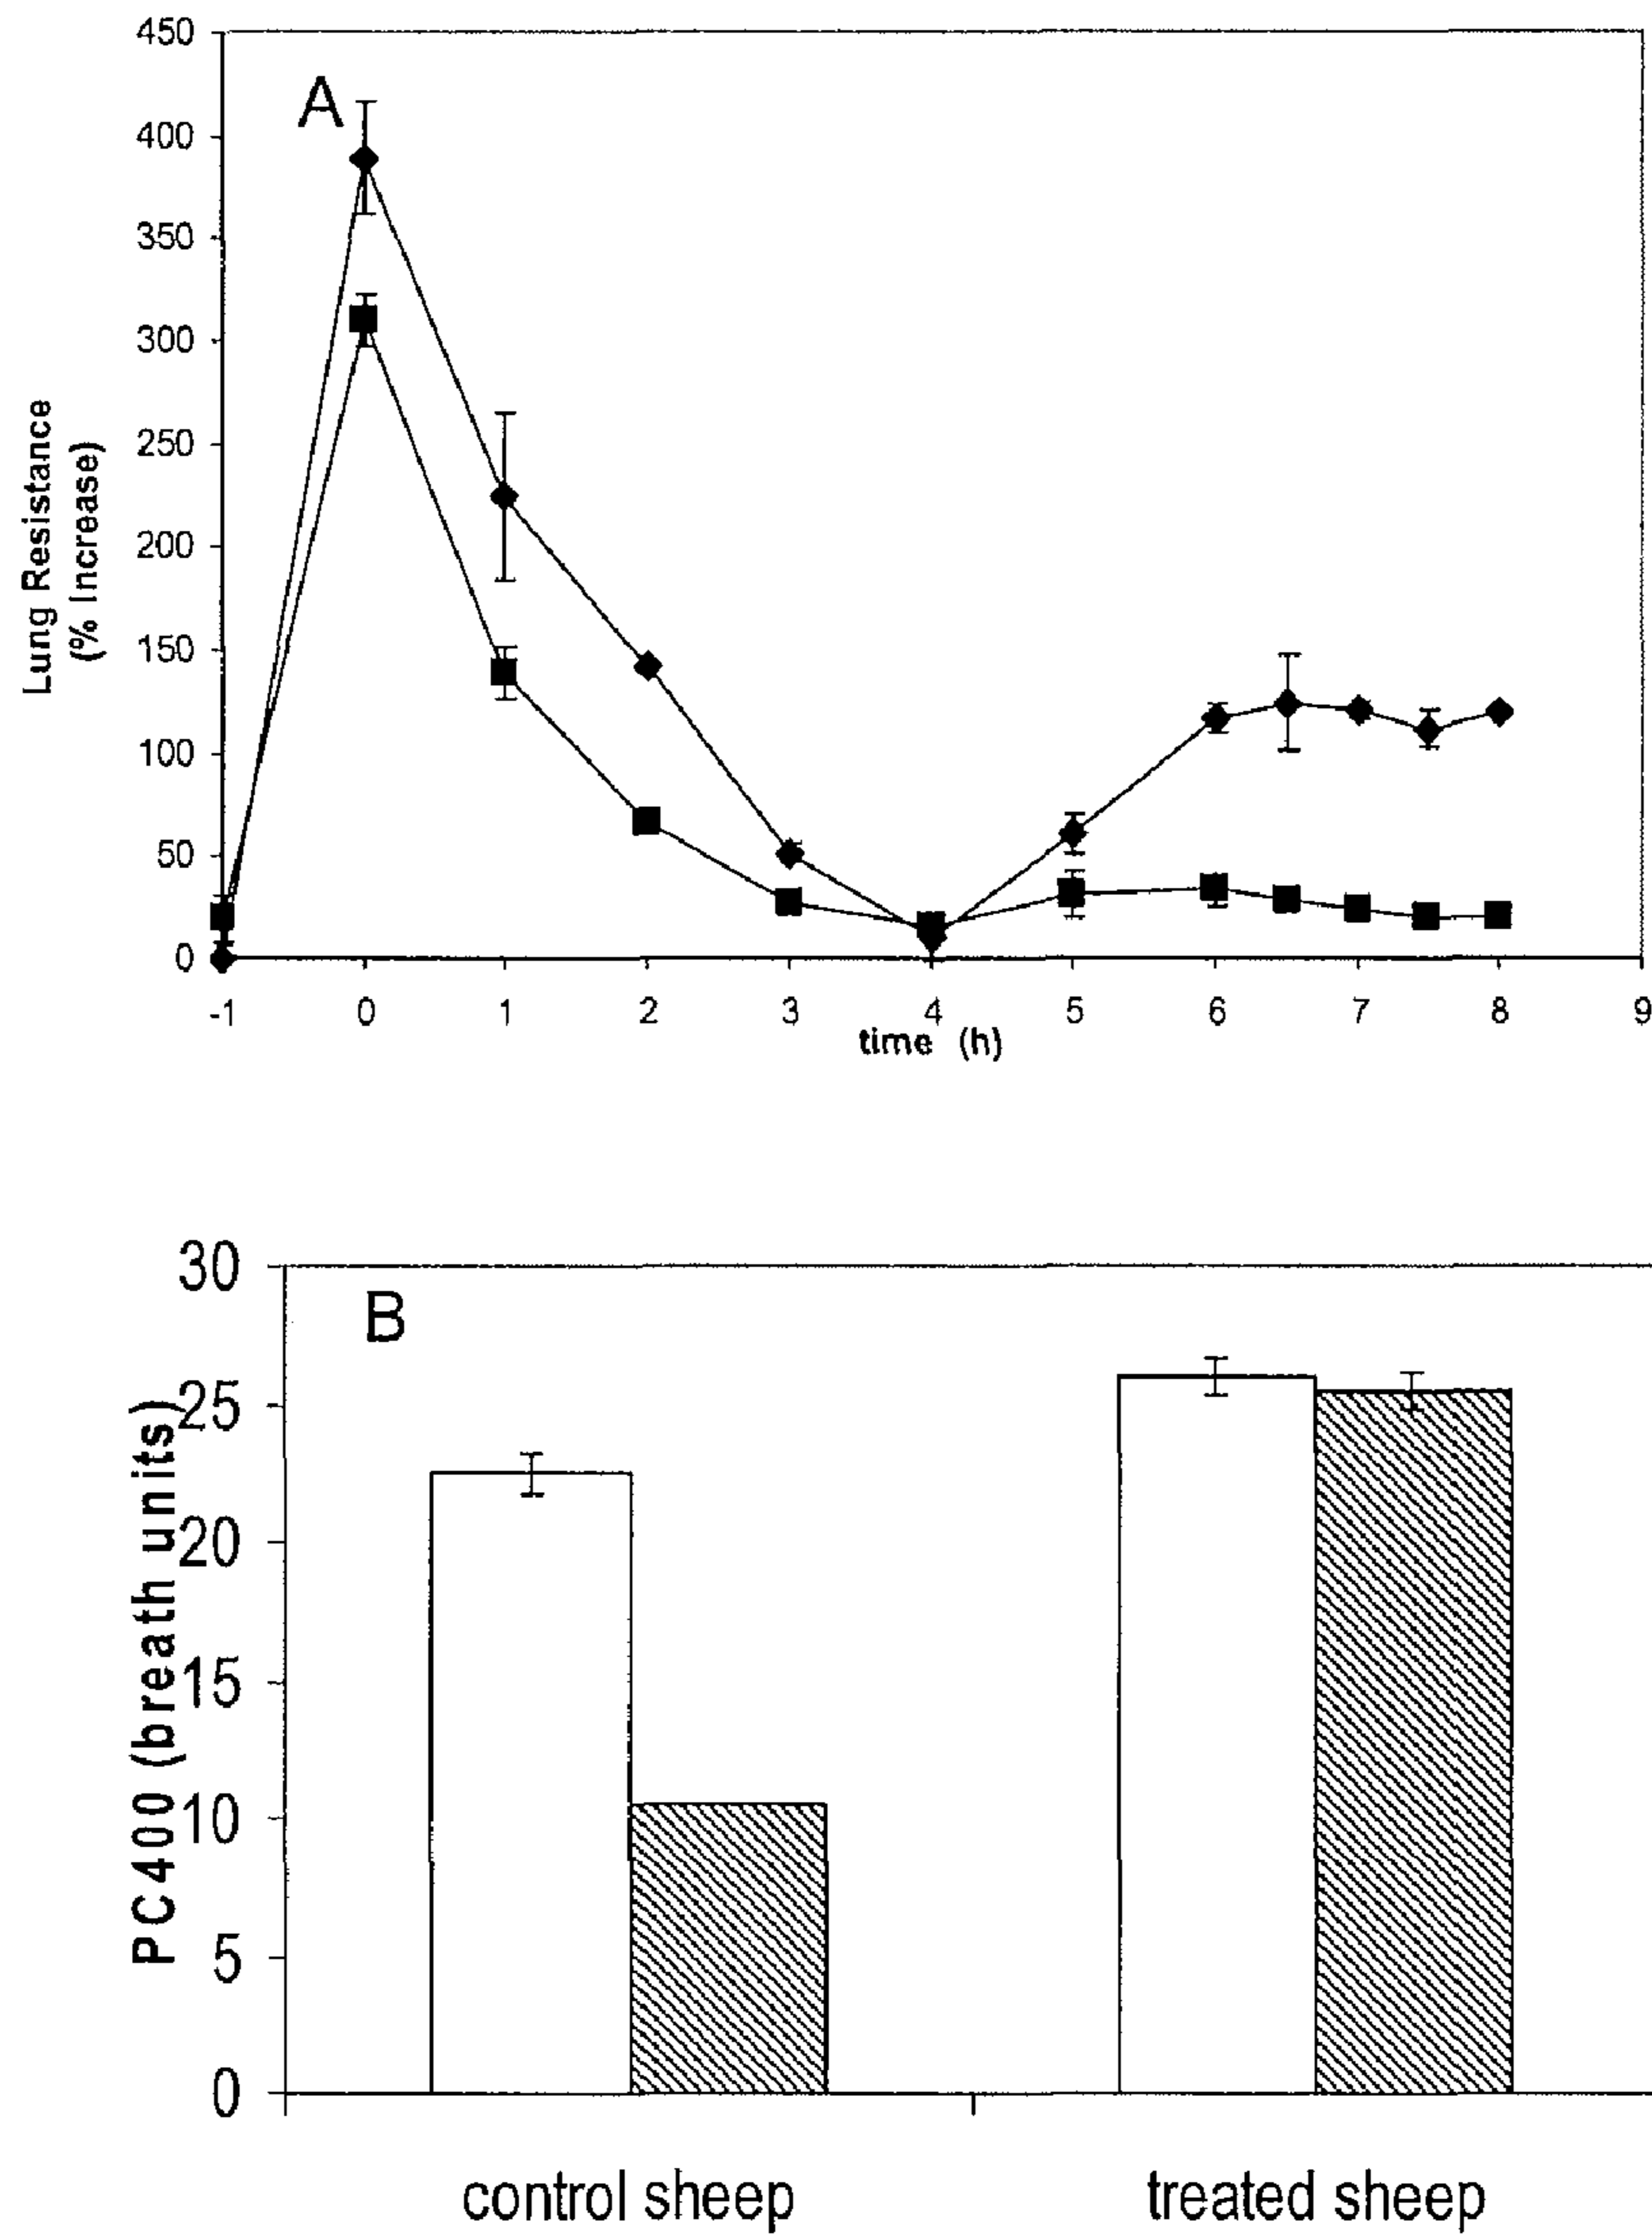 450
A
400
350
300
250
200
150
100
50
0
Lung Resistance
(% Increase)
-1 0 1 2 3 4 5 6 7 8 9
time (h)
30
B
25
20
15
10
5
0
PC400 (breath units)
control sheep treated sheep